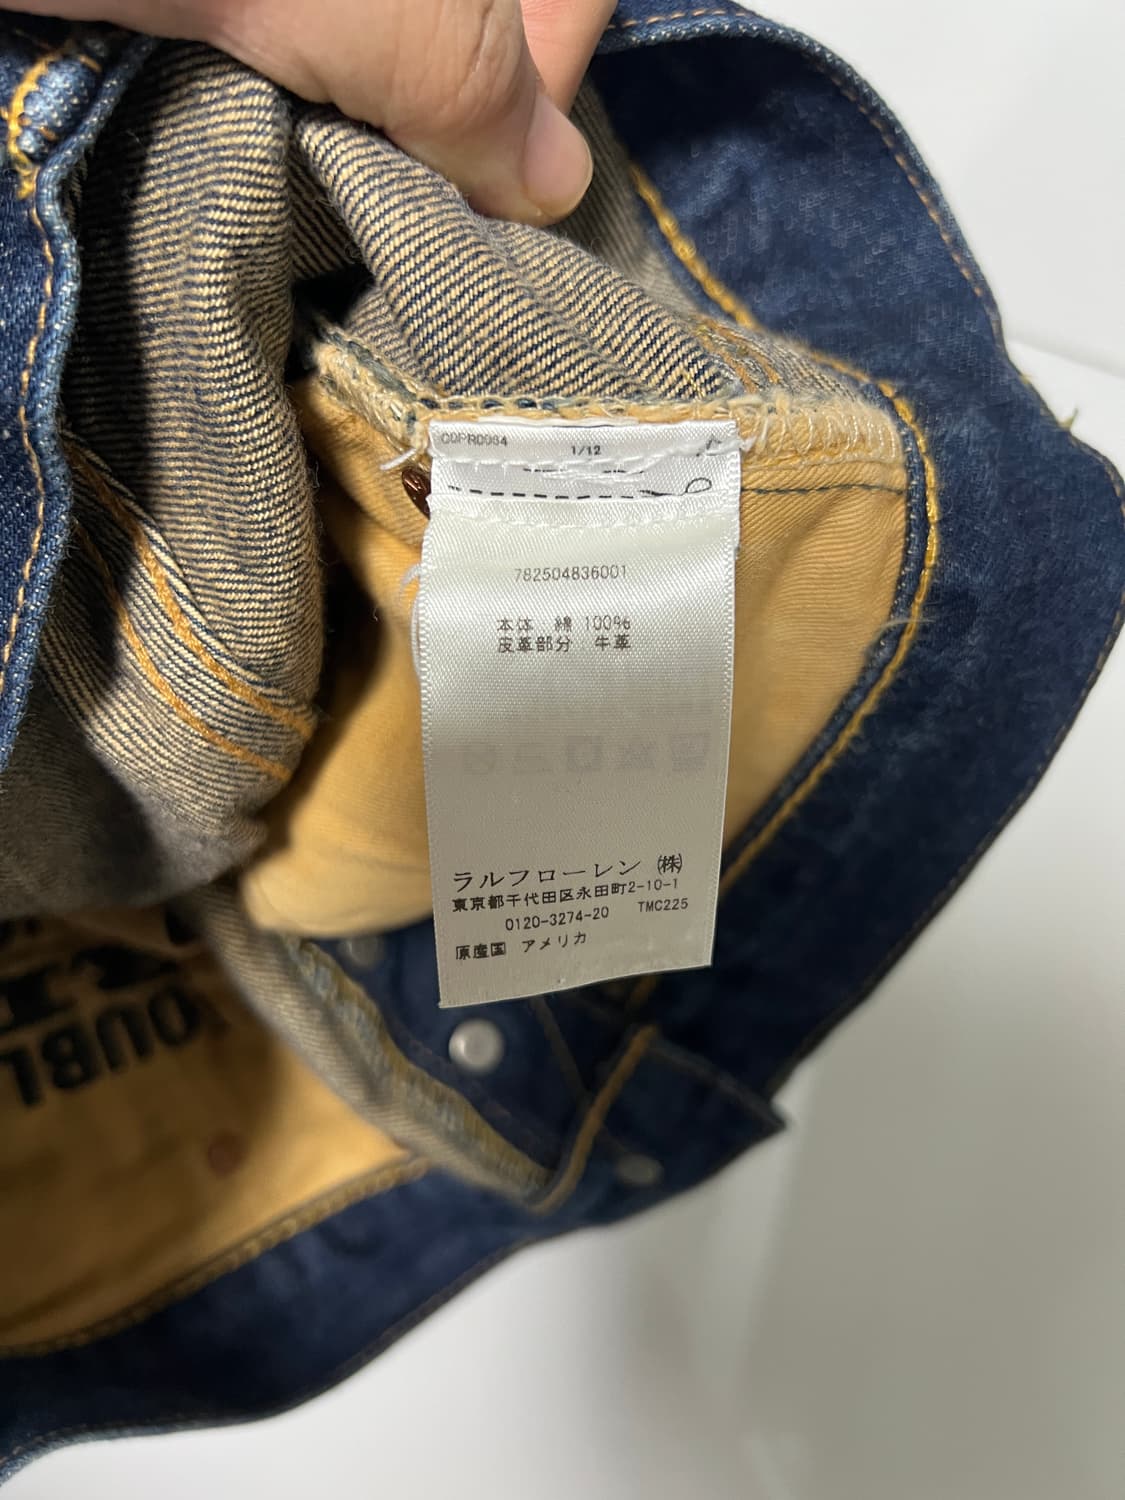 COPRD064 1/12
782504836001
本体 綿 100%
皮革部分 牛革
ラルフローレン ㈱
東京都千代田区永田町2-10-1
0120-3274-20 TMC225
原産国 アメリカ